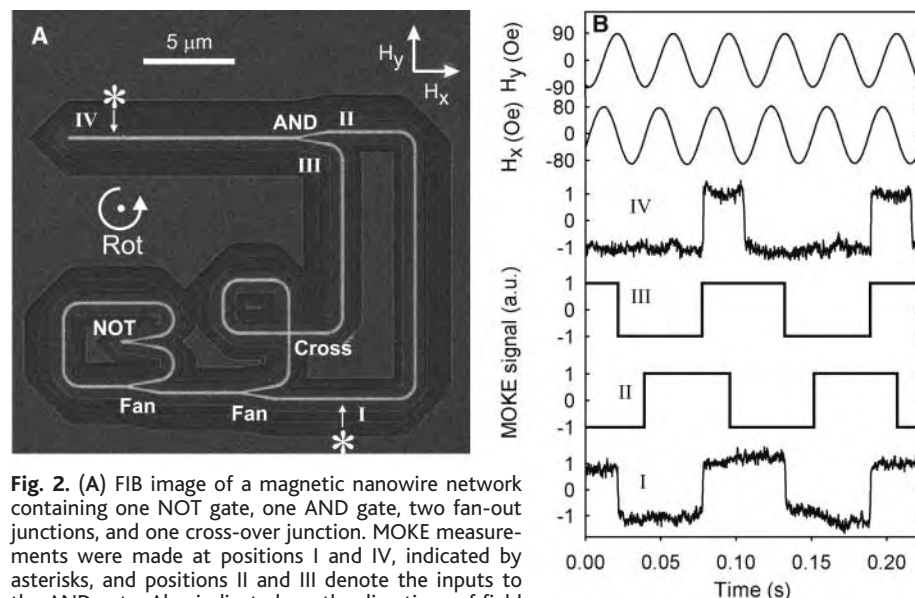 A
5 μm
Hy
Hx
IV
AND
II
III
Rot
NOT
Cross
Fan
Fan
I
B
Hy (Oe)
90
0
-90
Hx (Oe)
80
0
-80
MOKE signal (a.u.)
IV
1
0
-1
III
1
0
-1
II
1
0
-1
I
1
0
-1
0.00 0.05 0.10 0.15 0.20
Time (s)
Fig. 2. (A) FIB image of a magnetic nanowire network
containing one NOT gate, one AND gate, two fan-out
junctions, and one cross-over junction. MOKE measure-
ments were made at positions I and IV, indicated by
asterisks, and positions II and III denote the inputs to